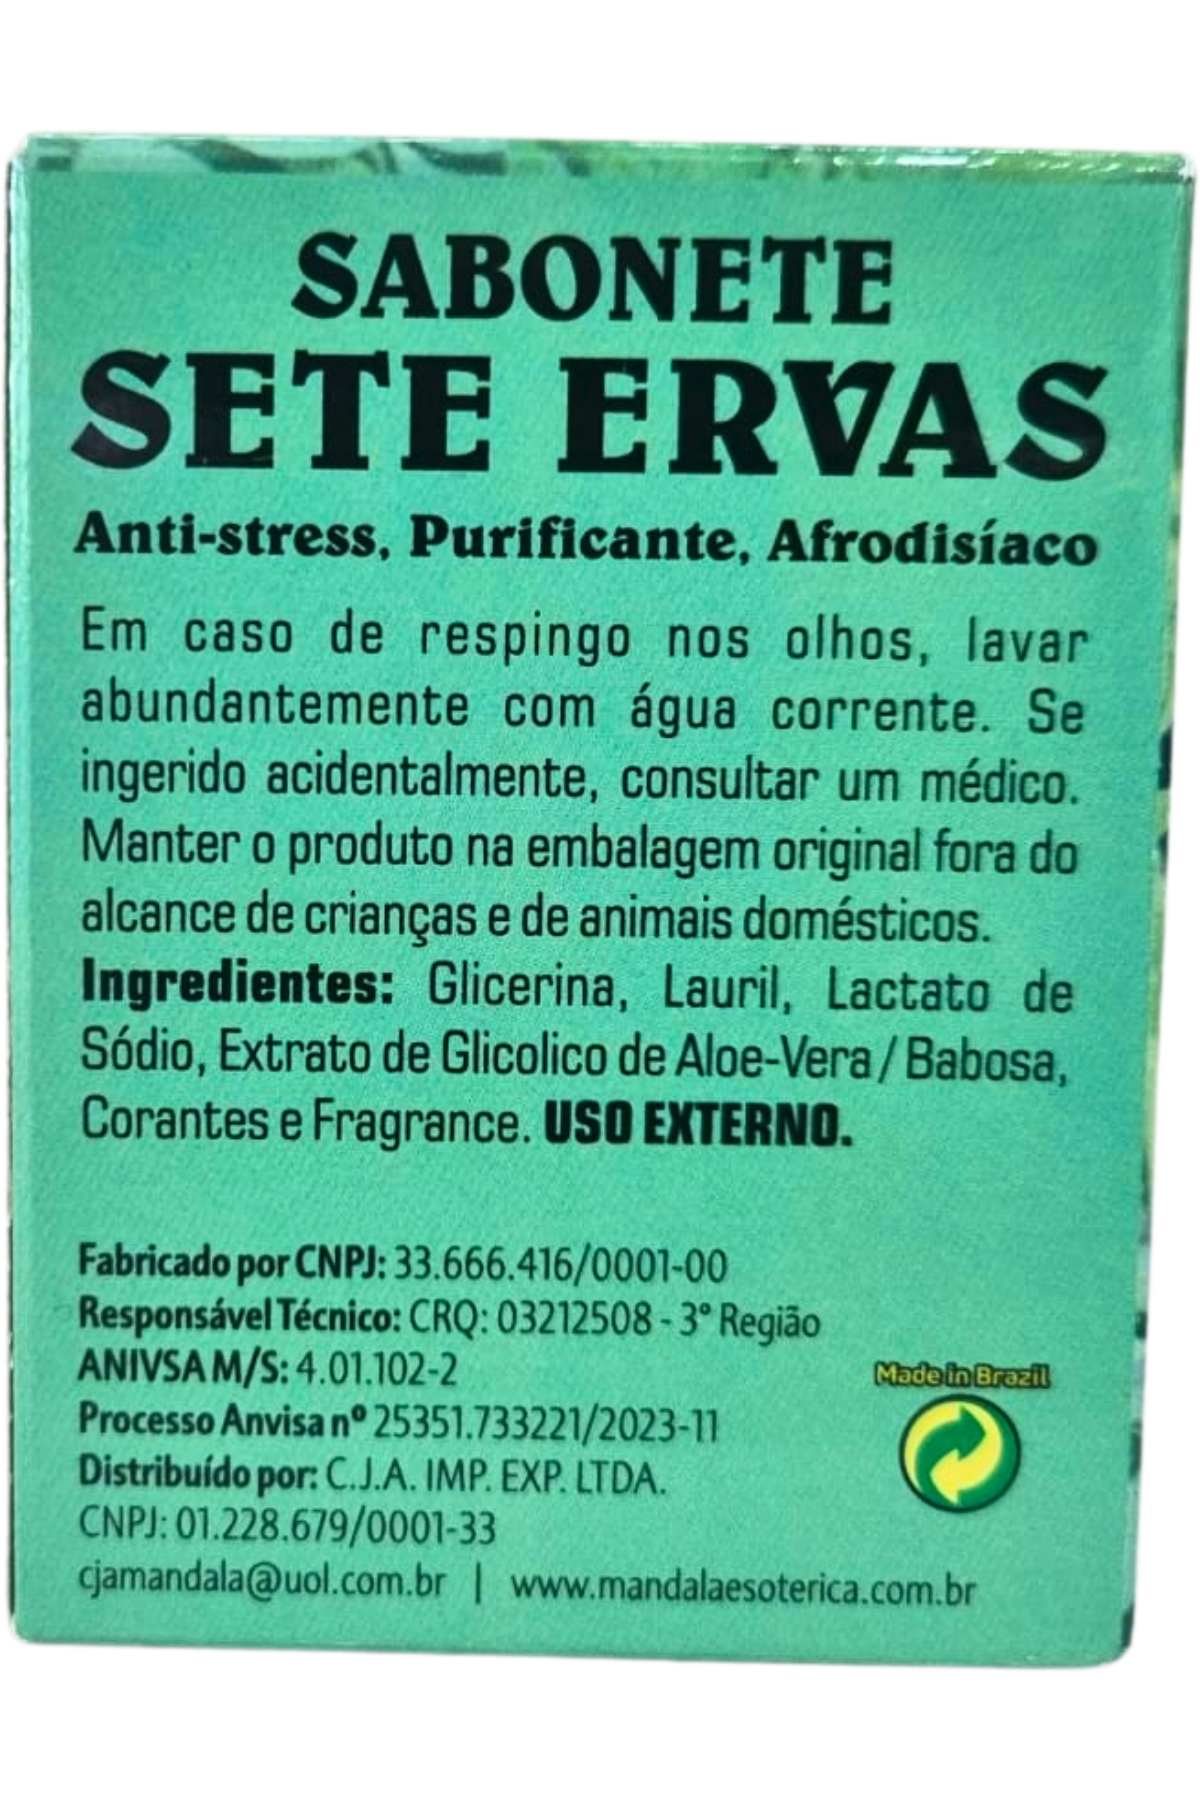 SABONETE
SETE ERVAS
Anti-stress, Purificante, Afrodisíaco
Em caso de respingo nos olhos, lavar
abundantemente com água corrente. Se
ingerido acidentalmente, consultar um médico.
Manter o produto na embalagem original fora do
alcance de crianças e de animais domésticos.
Ingredientes: Glicerina, Lauril, Lactato de
Sódio, Extrato de Glicolico de Aloe-Vera / Babosa,
Corantes e Fragrance. USO EXTERNO.
Fabricado por CNPJ: 33.666.416/0001-00
Responsável Técnico: CRQ: 03212508 - 3° Região
ANIVSA M/S: 4.01.102-2
Processo Anvisa nº 25351.733221/2023-11
Distribuído por: C.J.A. IMP. EXP. LTDA.
CNPJ: 01.228.679/0001-33
cjamandala@uol.com.br | www.mandalaesoterica.com.br
Made in Brazil